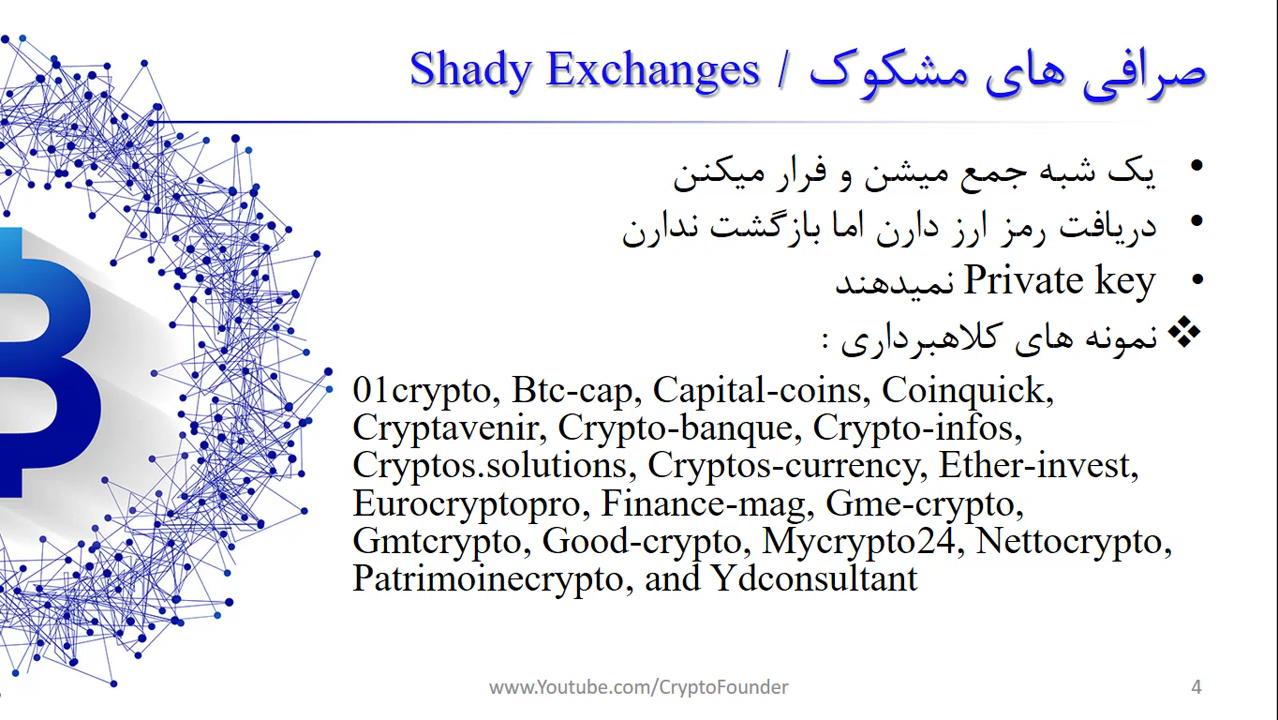 صرافی های مشکوک / Shady Exchanges
• یک شبه جمع میشن و فرار میکنن
• دریافت رمز ارز دارن اما بازگشت ندارن
• Private key نمیدهند
❖ نمونه های کلاهبرداری :
01crypto, Btc-cap, Capital-coins, Coinquick,
Cryptavenir, Crypto-banque, Crypto-infos,
Cryptos.solutions, Cryptos-currency, Ether-invest,
Eurocryptopro, Finance-mag, Gme-crypto,
Gmtcrypto, Good-crypto, Mycrypto24, Nettocrypto,
Patrimoinecrypto, and Ydconsultant
www.Youtube.com/CryptoFounder
4